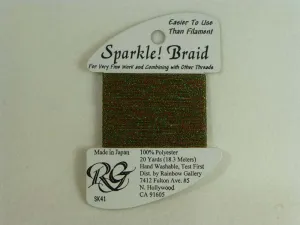 Easier To Use
Than Filament
Sparkle! Braid
For Very Fine Work and Combining with Other Threads
Made in Japan
RG
SK41
100% Polyester
20 Yards (18.3 Meters)
Hand Washable, Test First
Dist. by Rainbow Gallery
7412 Fulton Ave. #5
N. Hollywood
CA 91605